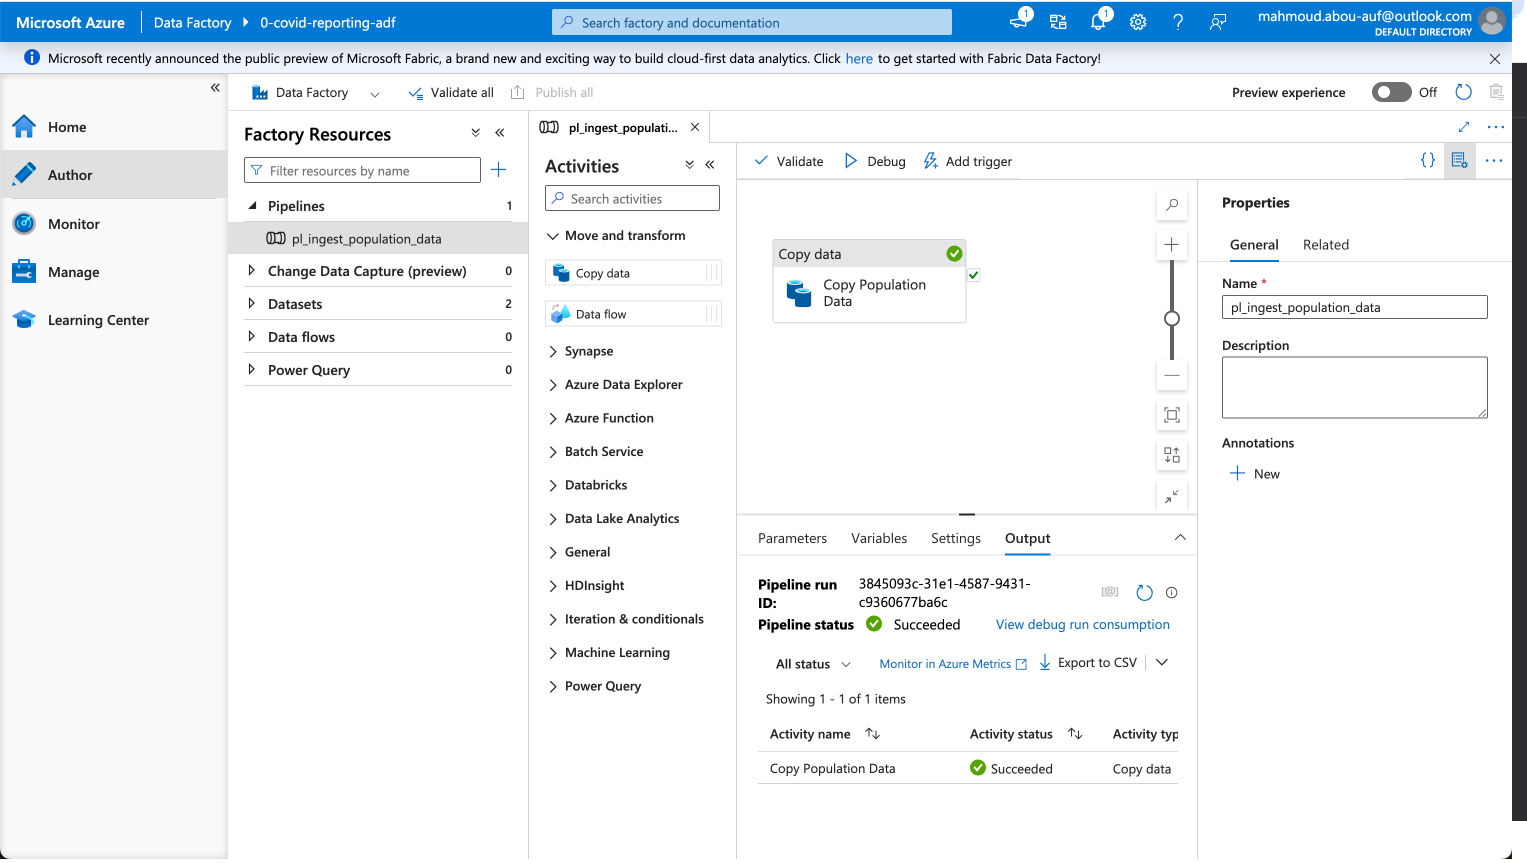 Microsoft Azure
Data Factory
0-covid-reporting-adf
Search factory and documentation
1
1
mahmoud.abou-auf@outlook.com
DEFAULT DIRECTORY
Microsoft recently announced the public preview of Microsoft Fabric, a brand new and exciting way to build cloud-first data analytics. Click here to get started with Fabric Data Factory!
Home
Author
Monitor
Manage
Learning Center
Data Factory
Validate all
Publish all
Preview experience
Off
Factory Resources
Filter resources by name
Pipelines 1
pl_ingest_population_data
Change Data Capture (preview) 0
Datasets 2
Data flows 0
Power Query 0
pl_ingest_populati...
Activities
Search activities
Move and transform
Copy data
Data flow
Synapse
Azure Data Explorer
Azure Function
Batch Service
Databricks
Data Lake Analytics
General
HDInsight
Iteration & conditionals
Machine Learning
Power Query
Validate
Debug
Add trigger
{}
Copy data
Copy Population
Data
Parameters
Variables
Settings
Output
Pipeline run
ID:
3845093c-31e1-4587-9431-
c9360677ba6c
Pipeline status
Succeeded
View debug run consumption
All status
Monitor in Azure Metrics
Export to CSV
Showing 1 - 1 of 1 items
Activity name
Activity status
Activity typ
Copy Population Data
Succeeded
Copy data
Properties
General
Related
Name *
pl_ingest_population_data
Description
Annotations
New